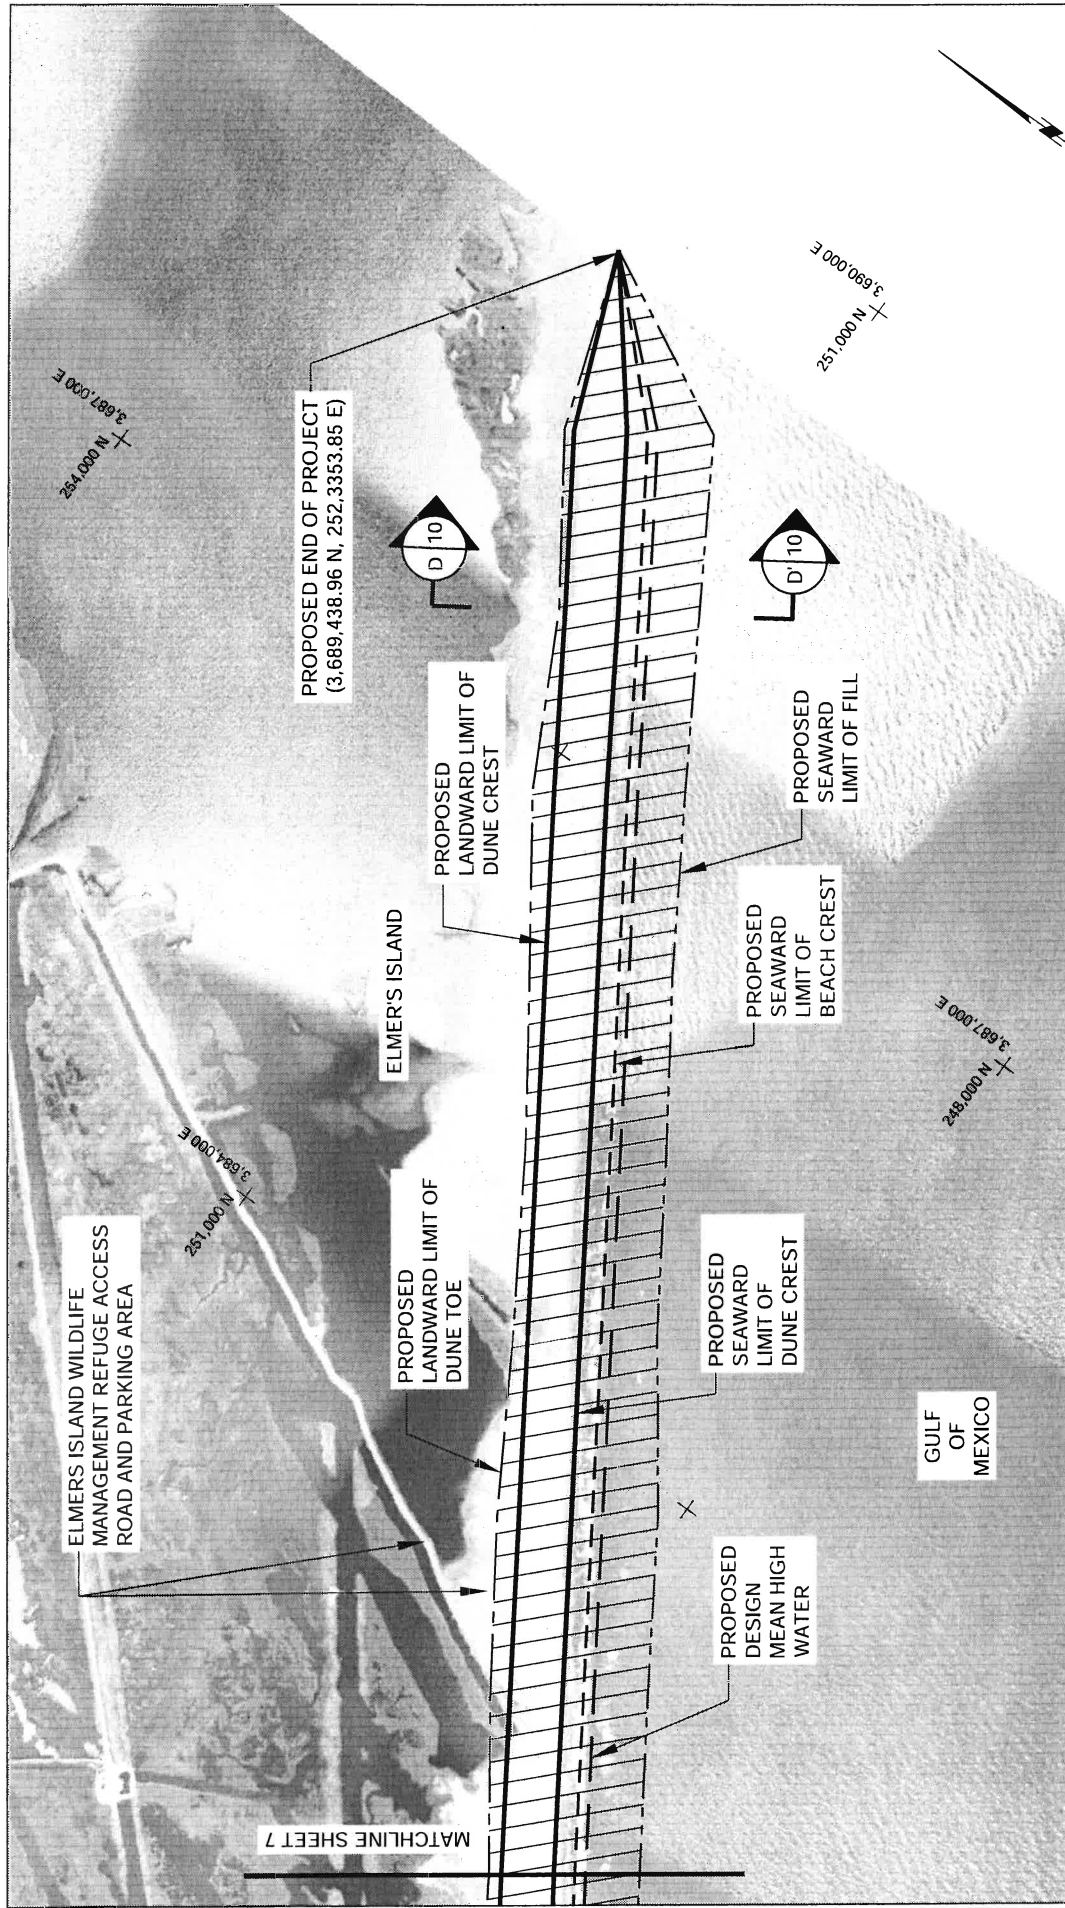 ELMERS ISLAND WILDLIFE
MANAGEMENT REFUGE ACCESS
ROAD AND PARKING AREA
254,000 N
3,687,000 E
251,000 N
3,684,000 E
PROPOSED END OF PROJECT
(3,689,438.96 N, 252,3353.85 E)
D 10
PROPOSED
LANDWARD LIMIT OF
DUNE CREST
ELMER'S ISLAND
PROPOSED
LANDWARD LIMIT OF
DUNE TOE
MATCHLINE SHEET 7
D' 10
251,000 N
3,690,000 E
PROPOSED
SEAWARD
LIMIT OF FILL
PROPOSED
SEAWARD
LIMIT OF
BEACH CREST
PROPOSED
SEAWARD
LIMIT OF
DUNE CREST
PROPOSED
DESIGN
MEAN HIGH
WATER
248,000 N
3,687,000 E
GULF
OF
MEXICO
N